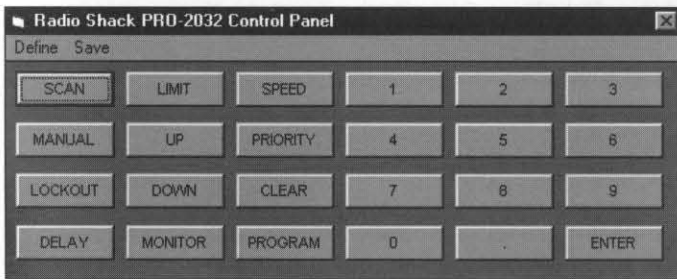 Radio Shack PRO-2032 Control Panel
Define Save
SCAN LIMIT SPEED 1 2 3
MANUAL UP PRIORITY 4 5 6
LOCKOUT DOWN CLEAR 7 8 9
DELAY MONITOR PROGRAM 0 . ENTER